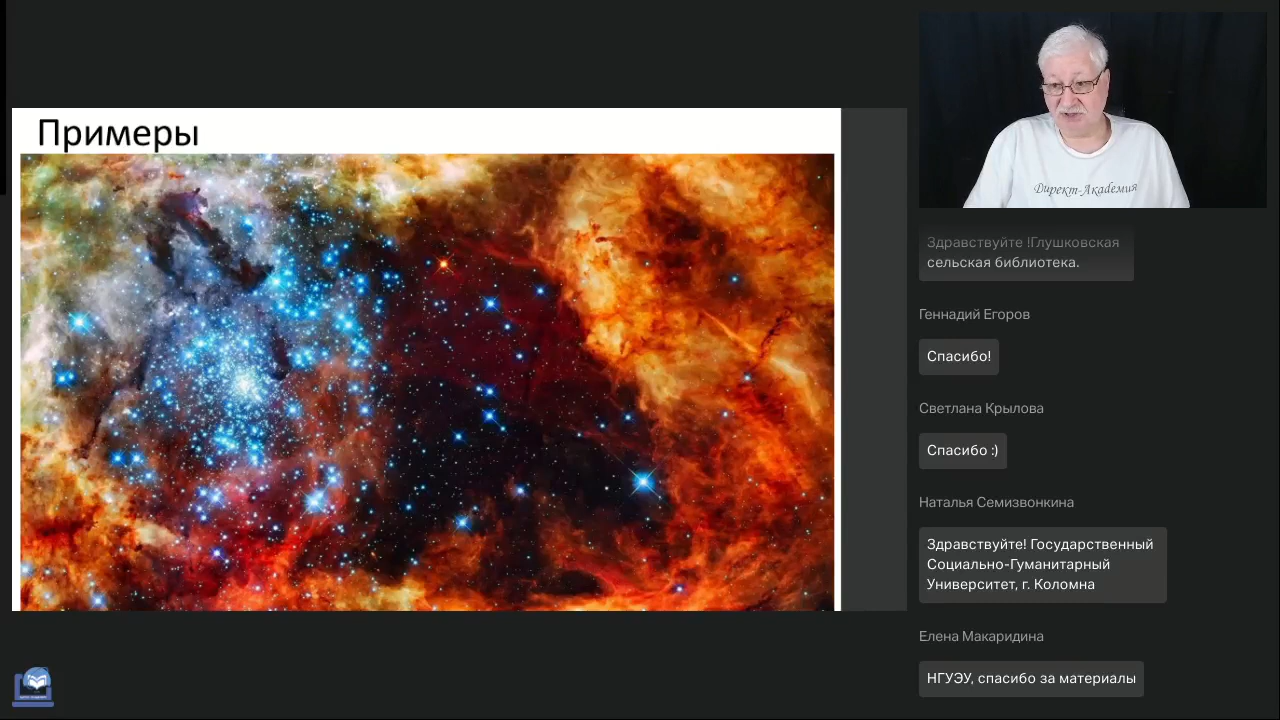 Примеры
Директ-Академия
Здравствуйте !Глушковская
сельская библиотека.
Геннадий Егоров
Спасибо!
Светлана Крылова
Спасибо :)
Наталья Семизвонкина
Здравствуйте! Государственный
Социально-Гуманитарный
Университет, г. Коломна
Елена Макаридина
НГУЭУ, спасибо за материалы